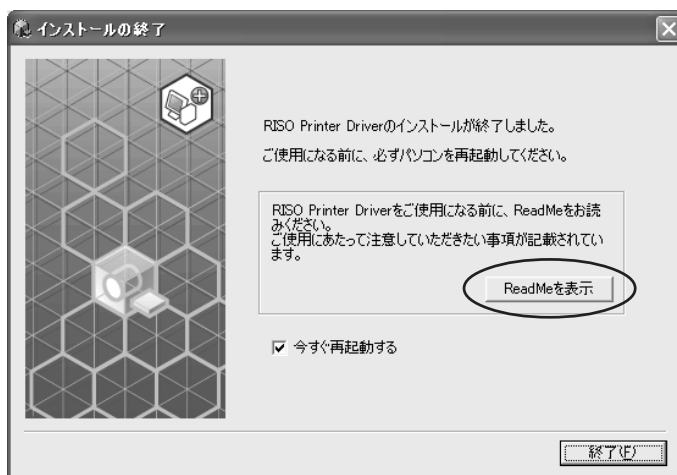 インストールの終了
RISO Printer Driverのインストールが終了しました。
ご使用になる前に、必ずパソコンを再起動してください。
RISO Printer Driverをご使用になる前に、ReadMeをお読
みください。
ご使用にあたって注意していただきたい事項が記載されてい
ます。
ReadMeを表示
今すぐ再起動する
終了(F)